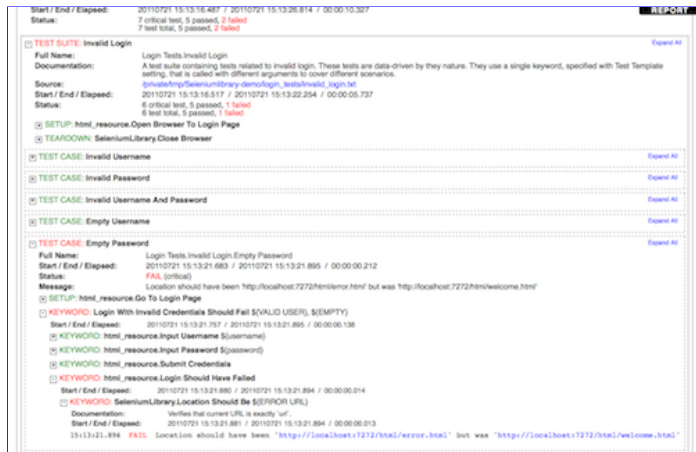 Start / End / Elapsed: 20110721 15:13:16.487 / 20110721 15:13:26.814 / 00:00:10.327
REPORT
Status: 7 critical test, 5 passed, 2 failed
7 test total, 5 passed, 2 failed
TEST SUITE: Invalid Login Expand All
Full Name: Login Tests.Invalid Login
Documentation: A test suite containing tests related to invalid login. These tests are data-driven by they nature. They use a single keyword, specified with Test Template
setting, that is called with different arguments to cover different scenarios.
Source: /private/tmp/Seleniumlibrary-demo/login_tests/invalid_login.txt
Start / End / Elapsed: 20110721 15:13:16.517 / 20110721 15:13:22.254 / 00:00:05.737
Status: 6 critical test, 5 passed, 1 failed
6 test total, 5 passed, 1 failed
SETUP: html_resource.Open Browser To Login Page
TEARDOWN: SeleniumLibrary.Close Browser
TEST CASE: Invalid Username Expand All
TEST CASE: Invalid Password Expand All
TEST CASE: Invalid Username And Password Expand All
TEST CASE: Empty Username Expand All
TEST CASE: Empty Password Expand All
Full Name: Login Tests.Invalid Login.Empty Password
Start / End / Elapsed: 20110721 15:13:21.683 / 20110721 15:13:21.895 / 00:00:00.212
Status: FAIL (critical)
Message: Location should have been 'http://localhost:7272/html/error.html' but was 'http://localhost:7272/html/welcome.html'
SETUP: html_resource.Go To Login Page
KEYWORD: Login With Invalid Credentials Should Fail ${VALID USER}, ${EMPTY}
Start / End / Elapsed: 20110721 15:13:21.757 / 20110721 15:13:21.895 / 00:00:00.138
KEYWORD: html_resource.Input Username ${username}
KEYWORD: html_resource.Input Password ${password}
KEYWORD: html_resource.Submit Credentials
KEYWORD: html_resource.Login Should Have Failed
Start / End / Elapsed: 20110721 15:13:21.880 / 20110721 15:13:21.894 / 00:00:00.014
KEYWORD: SeleniumLibrary.Location Should Be ${ERROR URL}
Documentation: Verifies that current URL is exactly `url`.
Start / End / Elapsed: 20110721 15:13:21.881 / 20110721 15:13:21.894 / 00:00:00.013
15:13:21.894 FAIL Location should have been 'http://localhost:7272/html/error.html' but was 'http://localhost:7272/html/welcome.html'